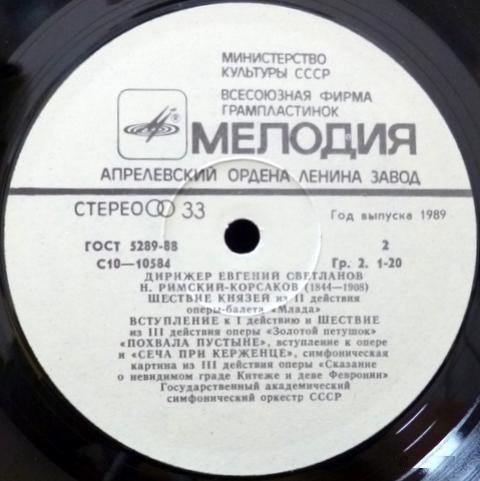 МИНИСТЕРСТВО
КУЛЬТУРЫ СССР
ВСЕСОЮЗНАЯ ФИРМА
ГРАМПЛАСТИНОК
МЕЛОДИЯ
АПРЕЛЕВСКИЙ ОРДЕНА ЛЕНИНА ЗАВОД
СТЕРЕО 33
Год выпуска 1989
ГОСТ 5289-88
2
С10—10584
Гр. 2. 1-20
ДИРИЖЕР ЕВГЕНИЙ СВЕТЛАНОВ
Н. РИМСКИЙ-КОРСАКОВ (1844—1908)
ШЕСТВИЕ КНЯЗЕЙ из II действия
оперы-балета «Млада»
ВСТУПЛЕНИЕ к I действию и ШЕСТВИЕ
из III действия оперы «Золотой петушок»
«ПОХВАЛА ПУСТЫНЕ», вступление к опере
и «СЕЧА ПРИ КЕРЖЕНЦЕ», симфоническая
картина из III действия оперы «Сказание
о невидимом граде Китеже и деве Февронии»
Государственный академический
симфонический оркестр СССР